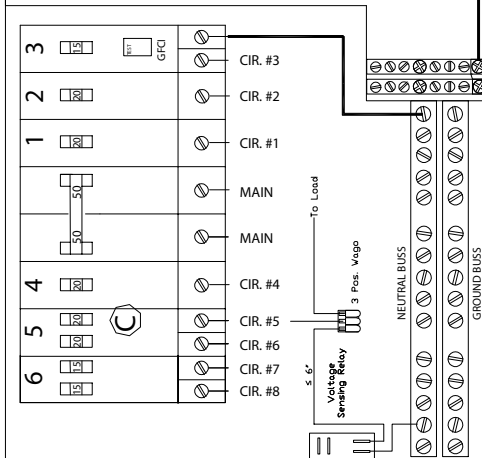 3
15
TEST
GFCI
CIR. #3
2
20
CIR. #2
1
20
CIR. #1
50
MAIN
50
MAIN
4
20
CIR. #4
5
20
C
CIR. #5
20
CIR. #6
6
15
CIR. #7
15
CIR. #8
To Load
3 Pos. Wago
≤ 6"
Voltage
Sensing Relay
NEUTRAL BUSS
GROUND BUSS